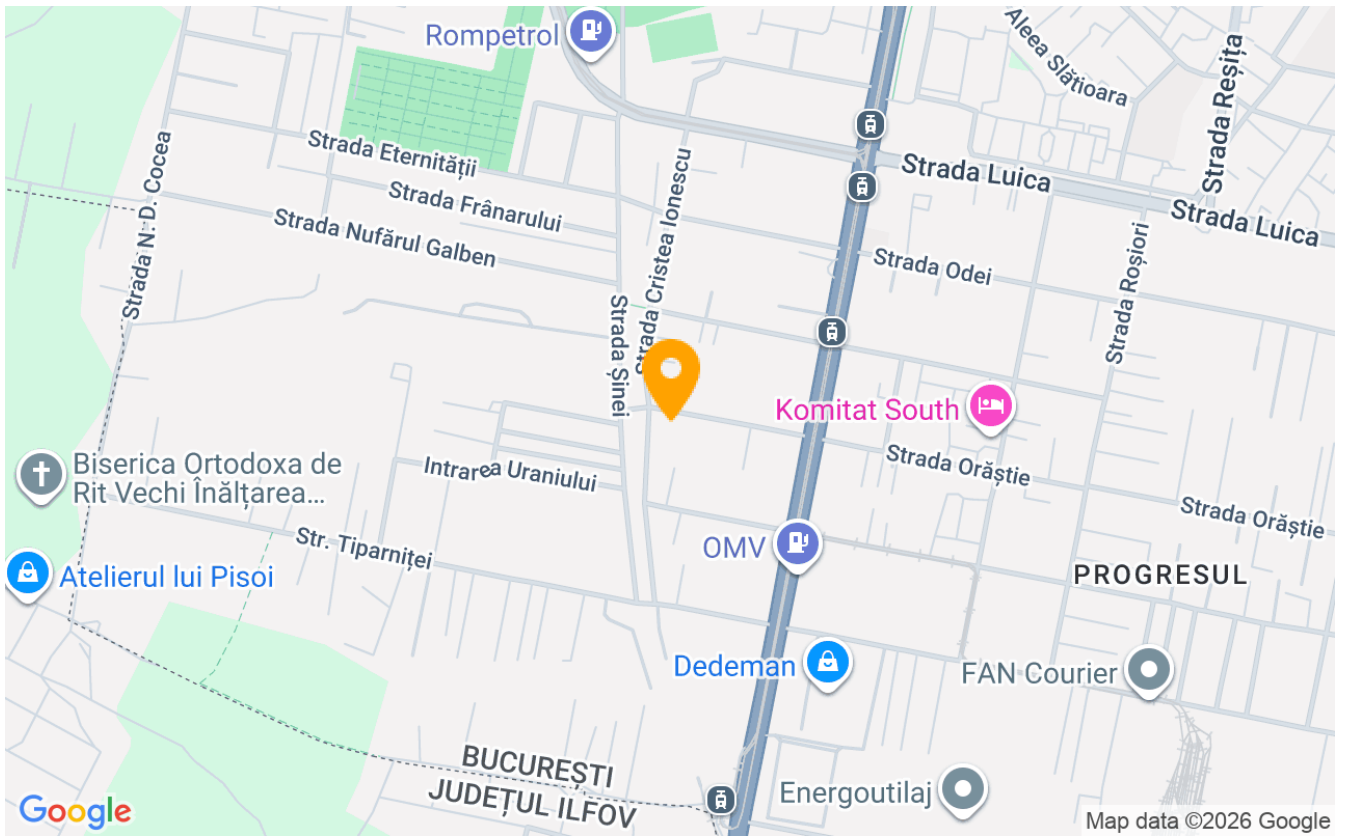 Rompetrol
Aleea Slătioara
Strada Reșița
Strada N. D. Cocea
Strada Eternității
Strada Cristea Ionescu
Strada Luica
Strada Frânarului
Strada Luica
Strada Nufărul Galben
Strada Roșiori
Strada Odei
Strada Șinei
Komitat South
Biserica Ortodoxa de
Rit Vechi Înălțarea...
Intrarea Uraniului
Strada Orăștie
Strada Orăștie
Str. Tiparniței
OMV
Atelierul lui Pisoi
PROGRESUL
Dedeman
FAN Courier
BUCUREȘTI
JUDEȚUL ILFOV
Energoutilaj
Google
Map data ©2026 Google